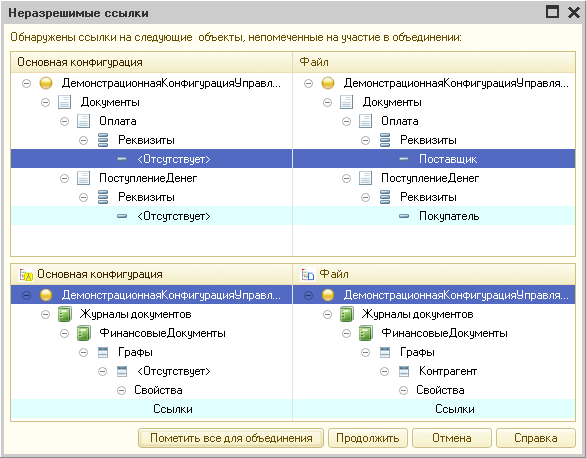 Неразрешимые ссылки
Обнаружены ссылки на следующие объекты, непомеченные на участие в объединении:
Основная конфигурация Файл
ДемонстрационнаяКонфигурацияУправля... ДемонстрационнаяКонфигурацияУправля...
Документы Документы
Оплата Оплата
Реквизиты Реквизиты
<Отсутствует> Поставщик
ПоступлениеДенег ПоступлениеДенег
Реквизиты Реквизиты
<Отсутствует> Покупатель
Основная конфигурация Файл
ДемонстрационнаяКонфигурацияУправля... ДемонстрационнаяКонфигурацияУправля...
Журналы документов Журналы документов
ФинансовыеДокументы ФинансовыеДокументы
Графы Графы
<Отсутствует> Контрагент
Свойства Свойства
Ссылки Ссылки
Пометить все для объединения Продолжить Отмена Справка